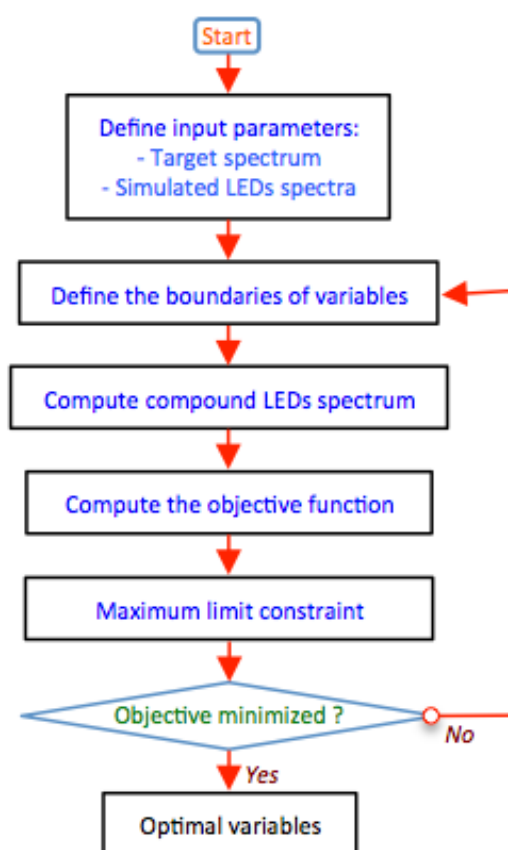 Start
Define input parameters:
- Target spectrum
- Simulated LEDs spectra
Define the boundaries of variables
Compute compound LEDs spectrum
Compute the objective function
Maximum limit constraint
Objective minimized ?
No
Yes
Optimal variables